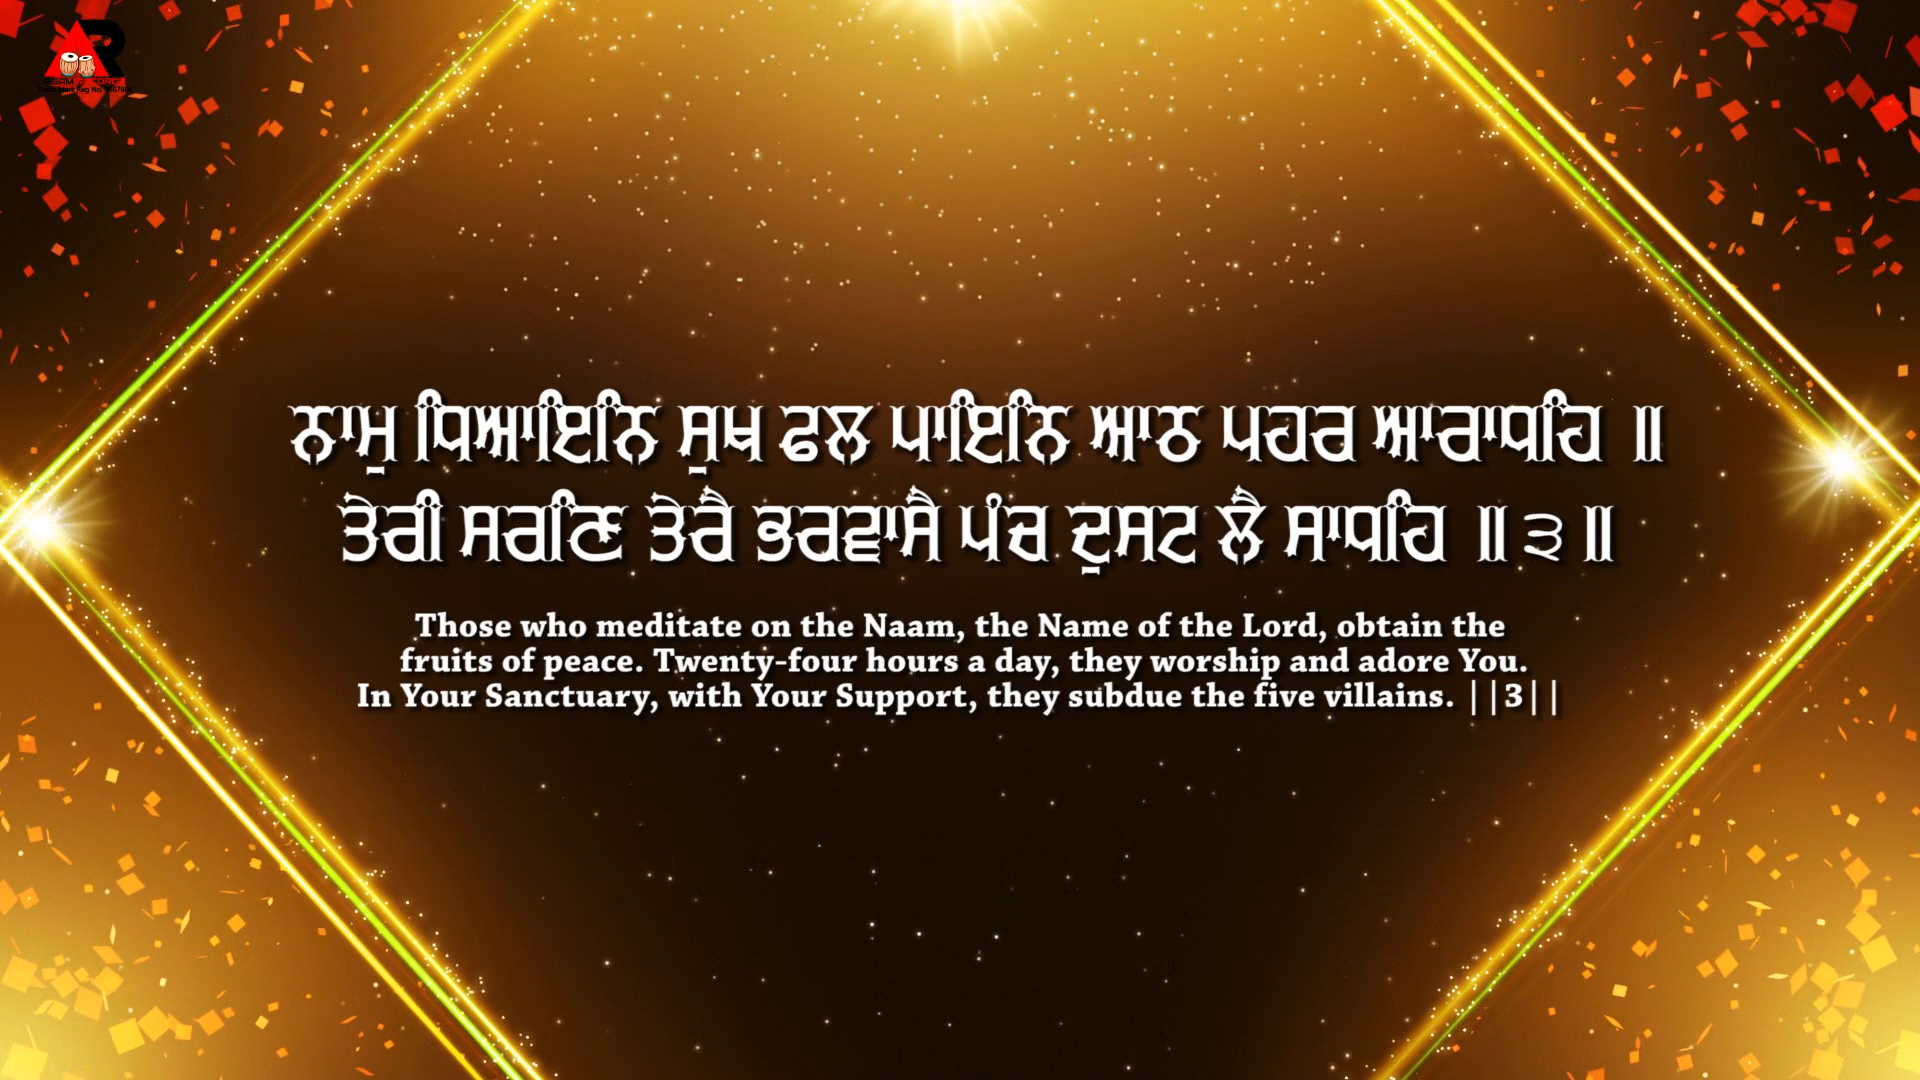 ਨਾਮੁ ਧਿਆਇਨਿ ਸੁਖ ਫਲ ਪਾਇਨਿ ਆਠ ਪਹਰ ਆਰਾਧਹਿ ॥
ਤੇਰੀ ਸਰਣਿ ਤੇਰੈ ਭਰਵਾਸੈ ਪੰਚ ਦੁਸਟ ਲੈ ਸਾਧਹਿ ॥੩॥
Those who meditate on the Naam, the Name of the Lord, obtain the
fruits of peace. Twenty-four hours a day, they worship and adore You.
In Your Sanctuary, with Your Support, they subdue the five villains. ||3||